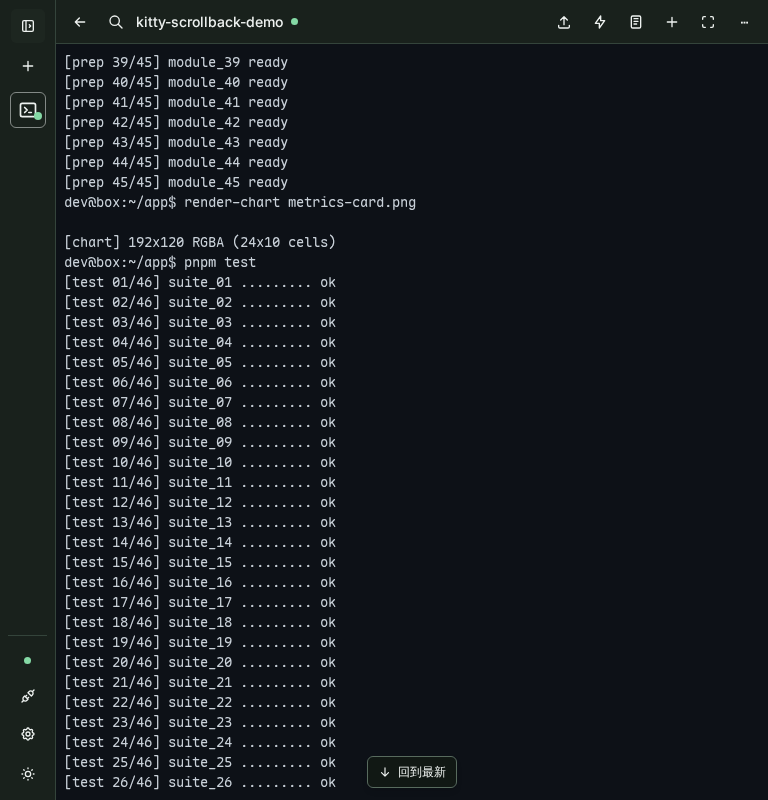 kitty-scrollback-demo
[prep 39/45] module_39 ready
[prep 40/45] module_40 ready
[prep 41/45] module_41 ready
[prep 42/45] module_42 ready
[prep 43/45] module_43 ready
[prep 44/45] module_44 ready
[prep 45/45] module_45 ready
dev@box:~/app$ render-chart metrics-card.png
[chart] 192x120 RGBA (24x10 cells)
dev@box:~/app$ pnpm test
[test 01/46] suite_01 ......... ok
[test 02/46] suite_02 ......... ok
[test 03/46] suite_03 ......... ok
[test 04/46] suite_04 ......... ok
[test 05/46] suite_05 ......... ok
[test 06/46] suite_06 ......... ok
[test 07/46] suite_07 ......... ok
[test 08/46] suite_08 ......... ok
[test 09/46] suite_09 ......... ok
[test 10/46] suite_10 ......... ok
[test 11/46] suite_11 ......... ok
[test 12/46] suite_12 ......... ok
[test 13/46] suite_13 ......... ok
[test 14/46] suite_14 ......... ok
[test 15/46] suite_15 ......... ok
[test 16/46] suite_16 ......... ok
[test 17/46] suite_17 ......... ok
[test 18/46] suite_18 ......... ok
[test 19/46] suite_19 ......... ok
[test 20/46] suite_20 ......... ok
[test 21/46] suite_21 ......... ok
[test 22/46] suite_22 ......... ok
[test 23/46] suite_23 ......... ok
[test 24/46] suite_24 ......... ok
[test 25/46] suite_25 ......... ok
[test 26/46] suite_26 ......... ok
回到最新